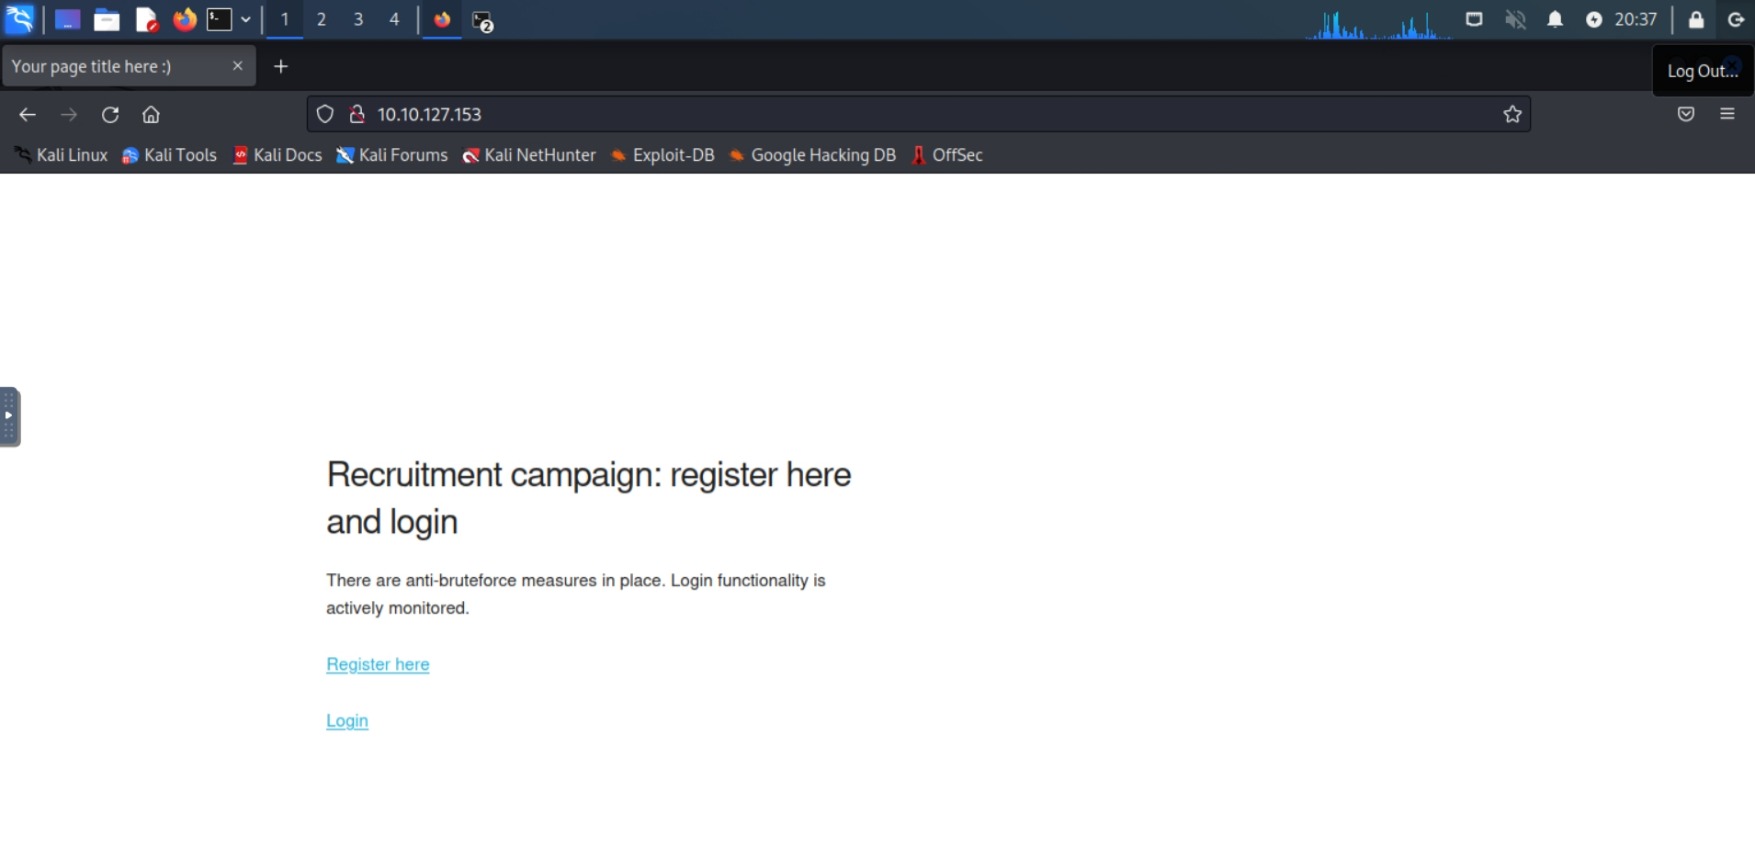 1 2 3 4 2 20:37
Your page title here :)
Log Out...
10.10.127.153
Kali Linux Kali Tools Kali Docs Kali Forums Kali NetHunter Exploit-DB Google Hacking DB OffSec
Recruitment campaign: register here
and login
There are anti-bruteforce measures in place. Login functionality is
actively monitored.
Register here
Login